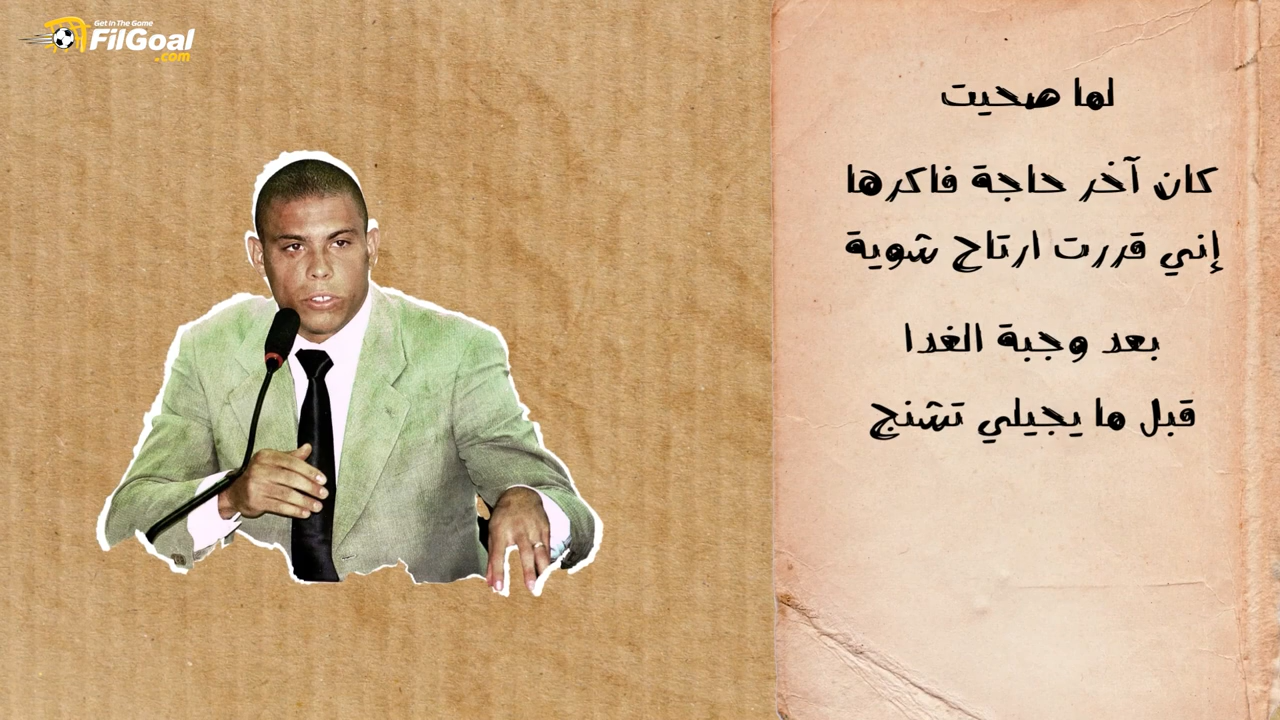 Get In The Game
FilGoal
.com
لما صحيت
كان آخر حاجة فاكرها
إني قررت ارتاح شوية
بعد وجبة الغدا
قبل ما يجيلي تشنج